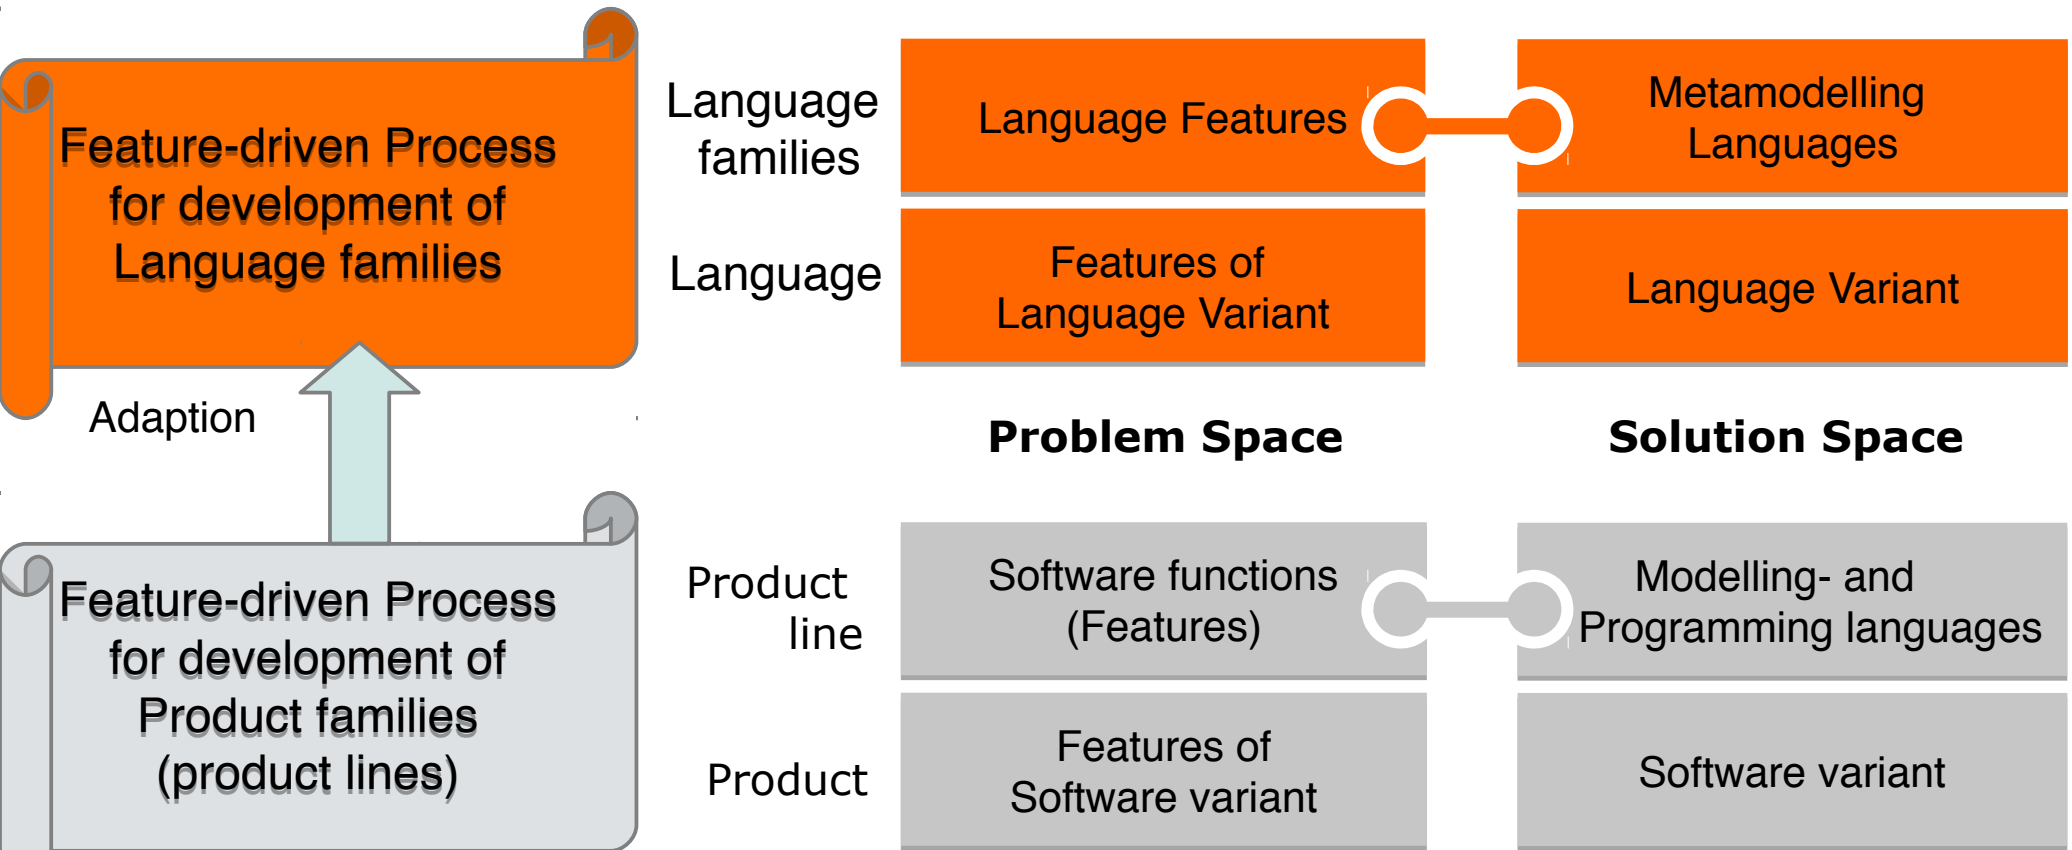 Feature-driven Process
for development of
Language families
Adaption
Feature-driven Process
for development of
Product families
(product lines)
Language
families
Language Features
Metamodelling
Languages
Language
Features of
Language Variant
Language Variant
Problem Space
Solution Space
Product
line
Software functions
(Features)
Modelling- and
Programming languages
Product
Features of
Software variant
Software variant